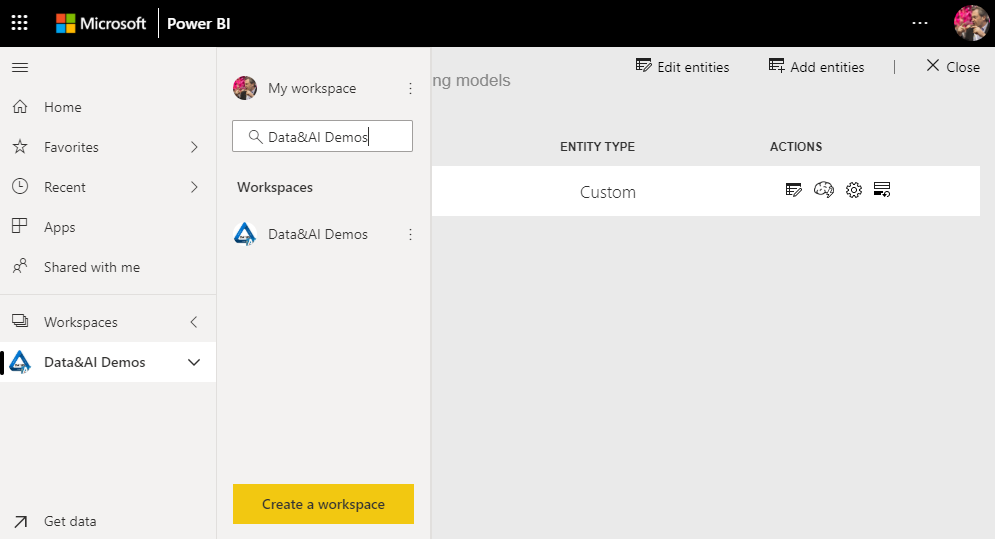 Microsoft Power BI
Home
Favorites
Recent
Apps
Shared with me
Workspaces
Data&AI Demos
Get data
My workspace
Data&AI Demos
Workspaces
Data&AI Demos
Create a workspace
ng models
Edit entities
Add entities
Close
ENTITY TYPE
ACTIONS
Custom